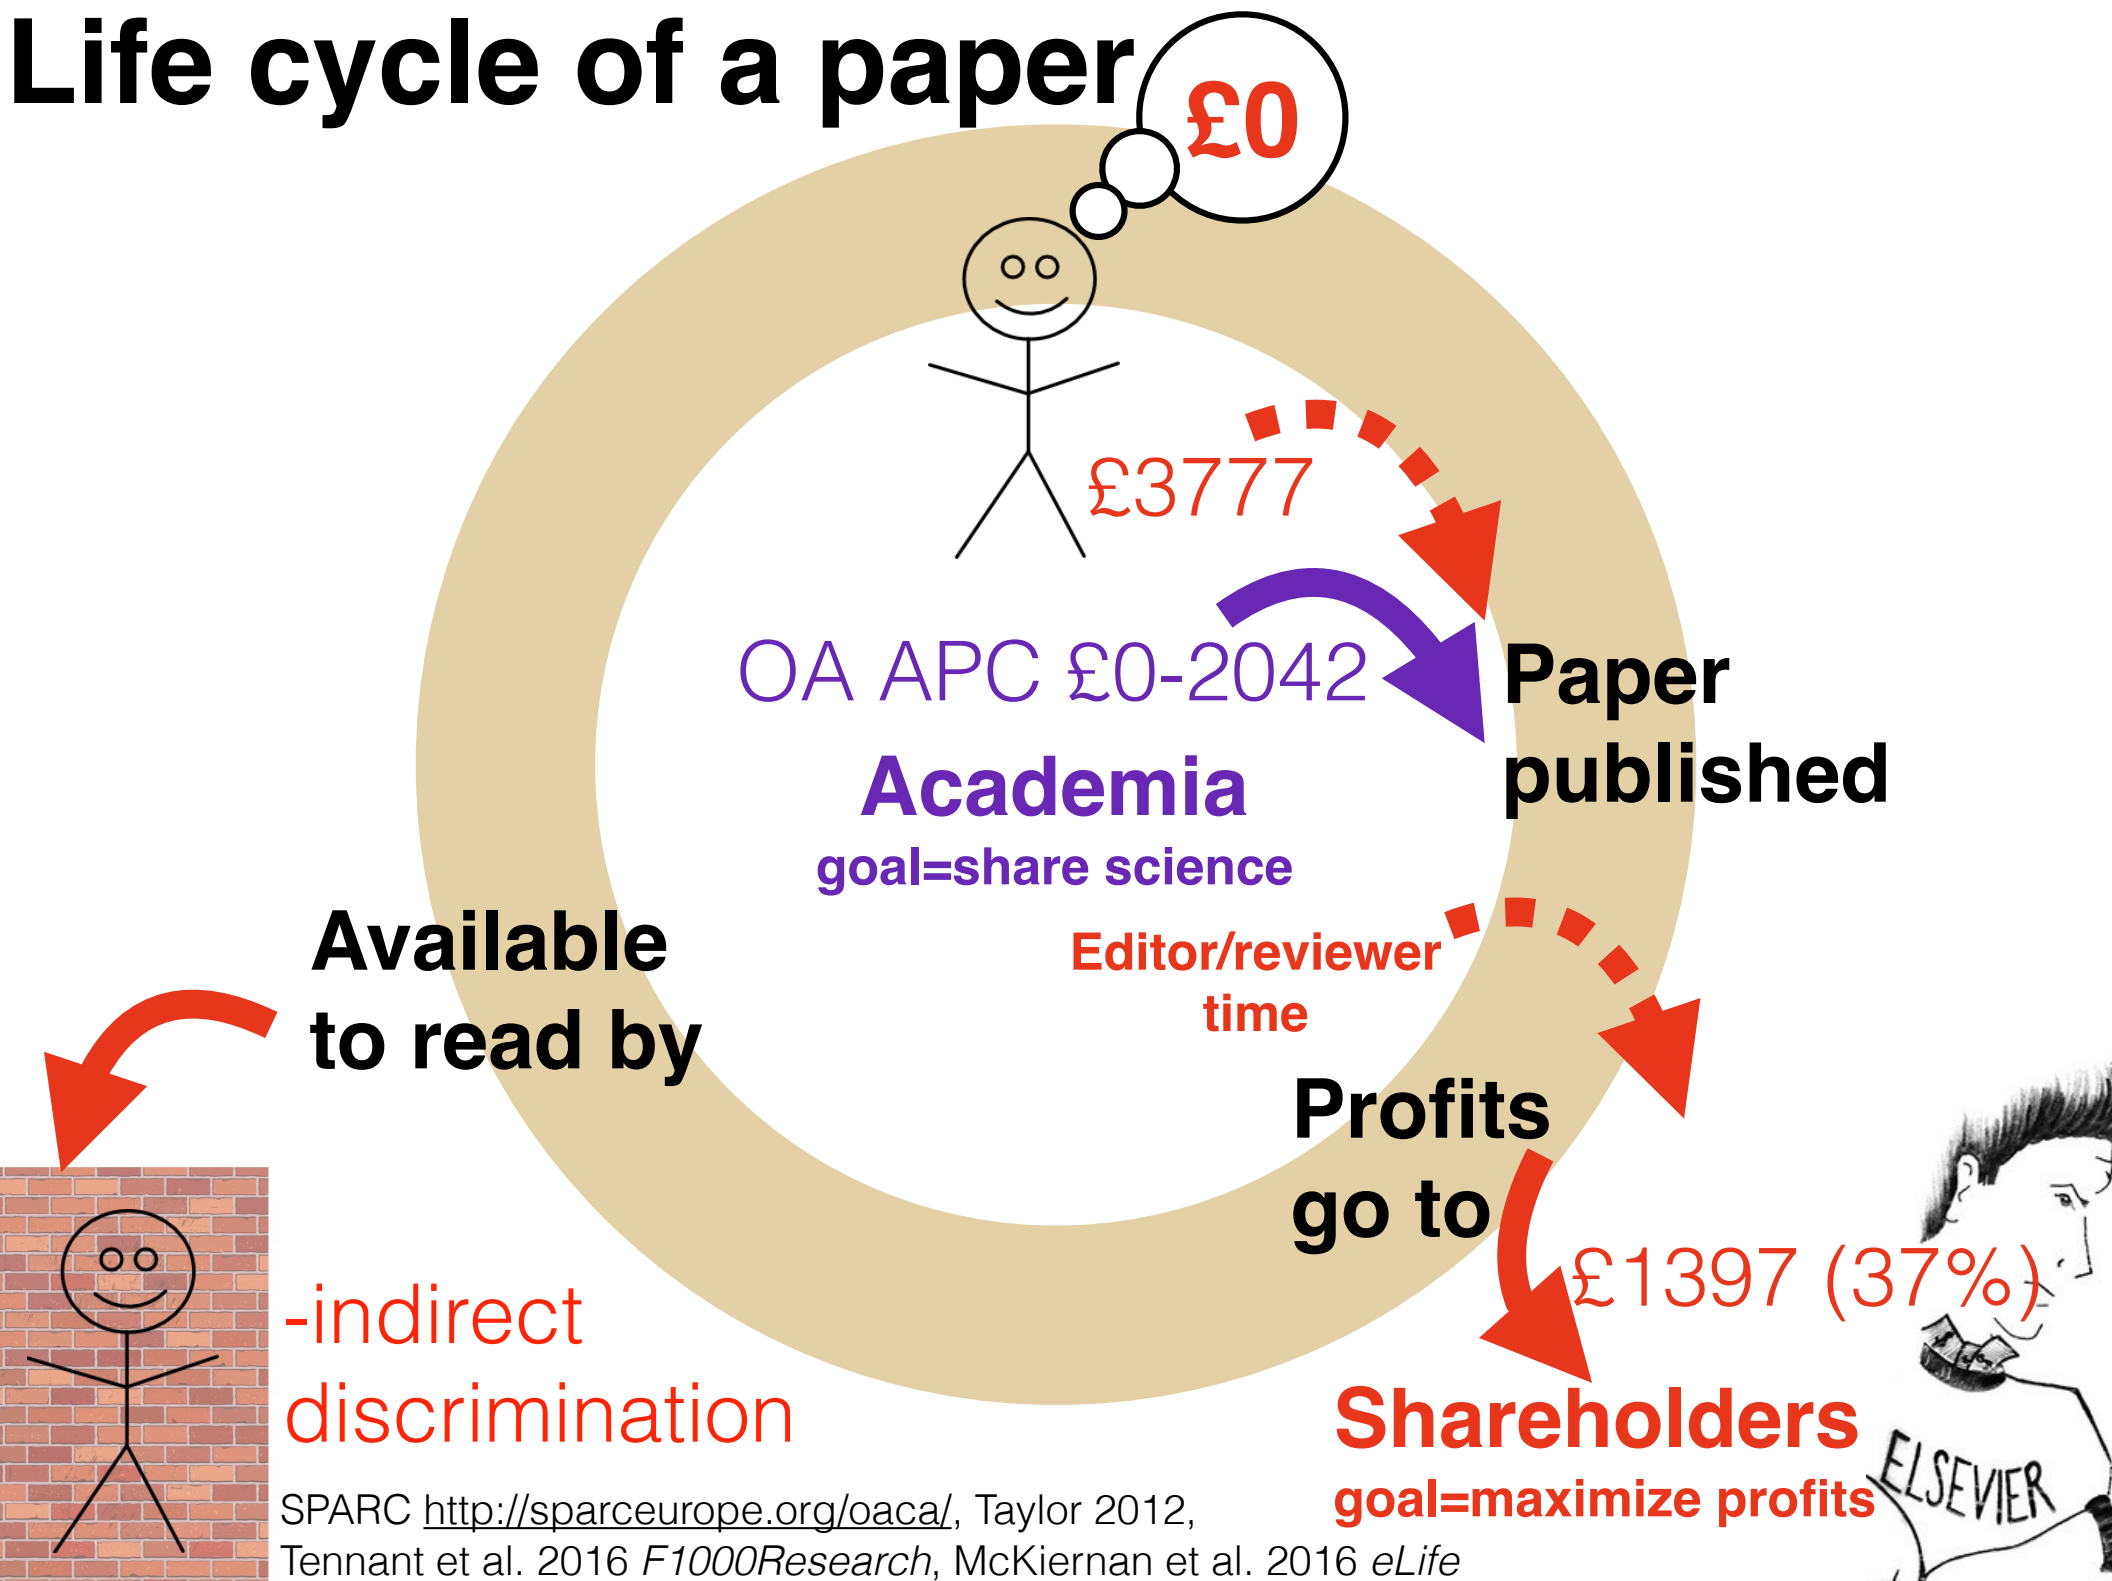 Life cycle of a paper
£0
£3777
OA APC £0-2042
Paper
published
Academia
goal=share science
Available
to read by
Editor/reviewer
time
Profits
go to
£1397 (37%)
-indirect
discrimination
Shareholders
goal=maximize profits
ELSEVIER
SPARC http://sparceurope.org/oaca/, Taylor 2012,
Tennant et al. 2016 F1000Research, McKiernan et al. 2016 eLife